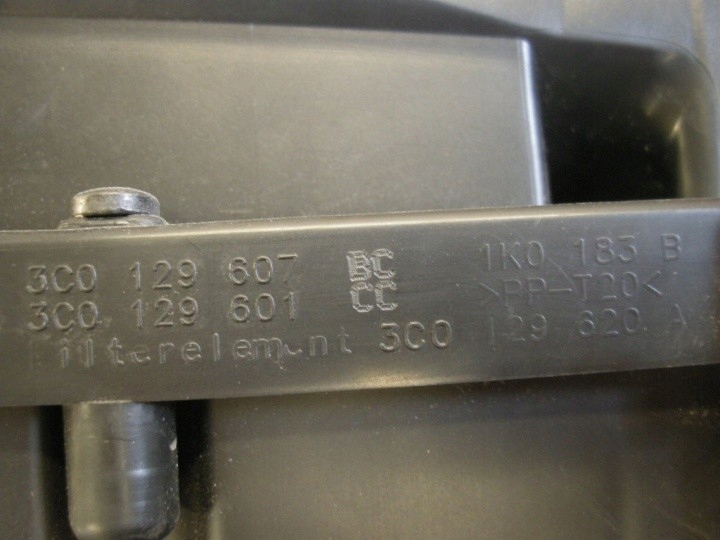 3C0 129 607 BC 1K0 183 B
3C0 129 601 CC >PP-T20<
filterelement 3C0 129 620 A